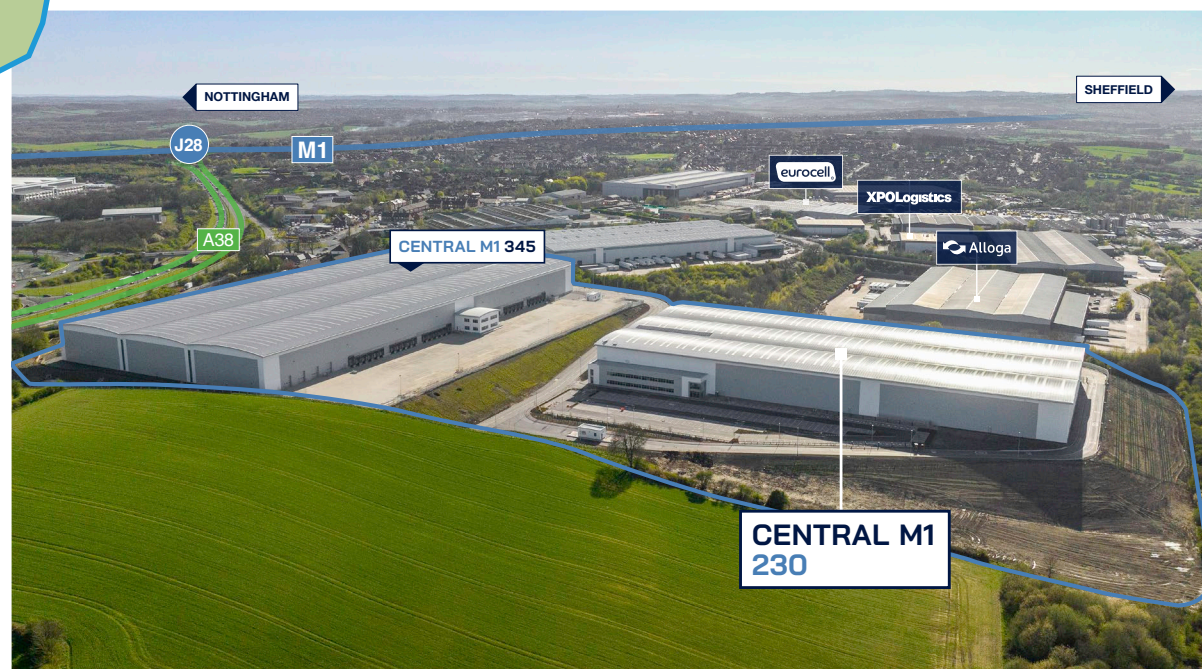 NOTTINGHAM
SHEFFIELD
J28
M1
eurocell
XPOLogistics
A38
CENTRAL M1 345
Alloga
CENTRAL M1
230